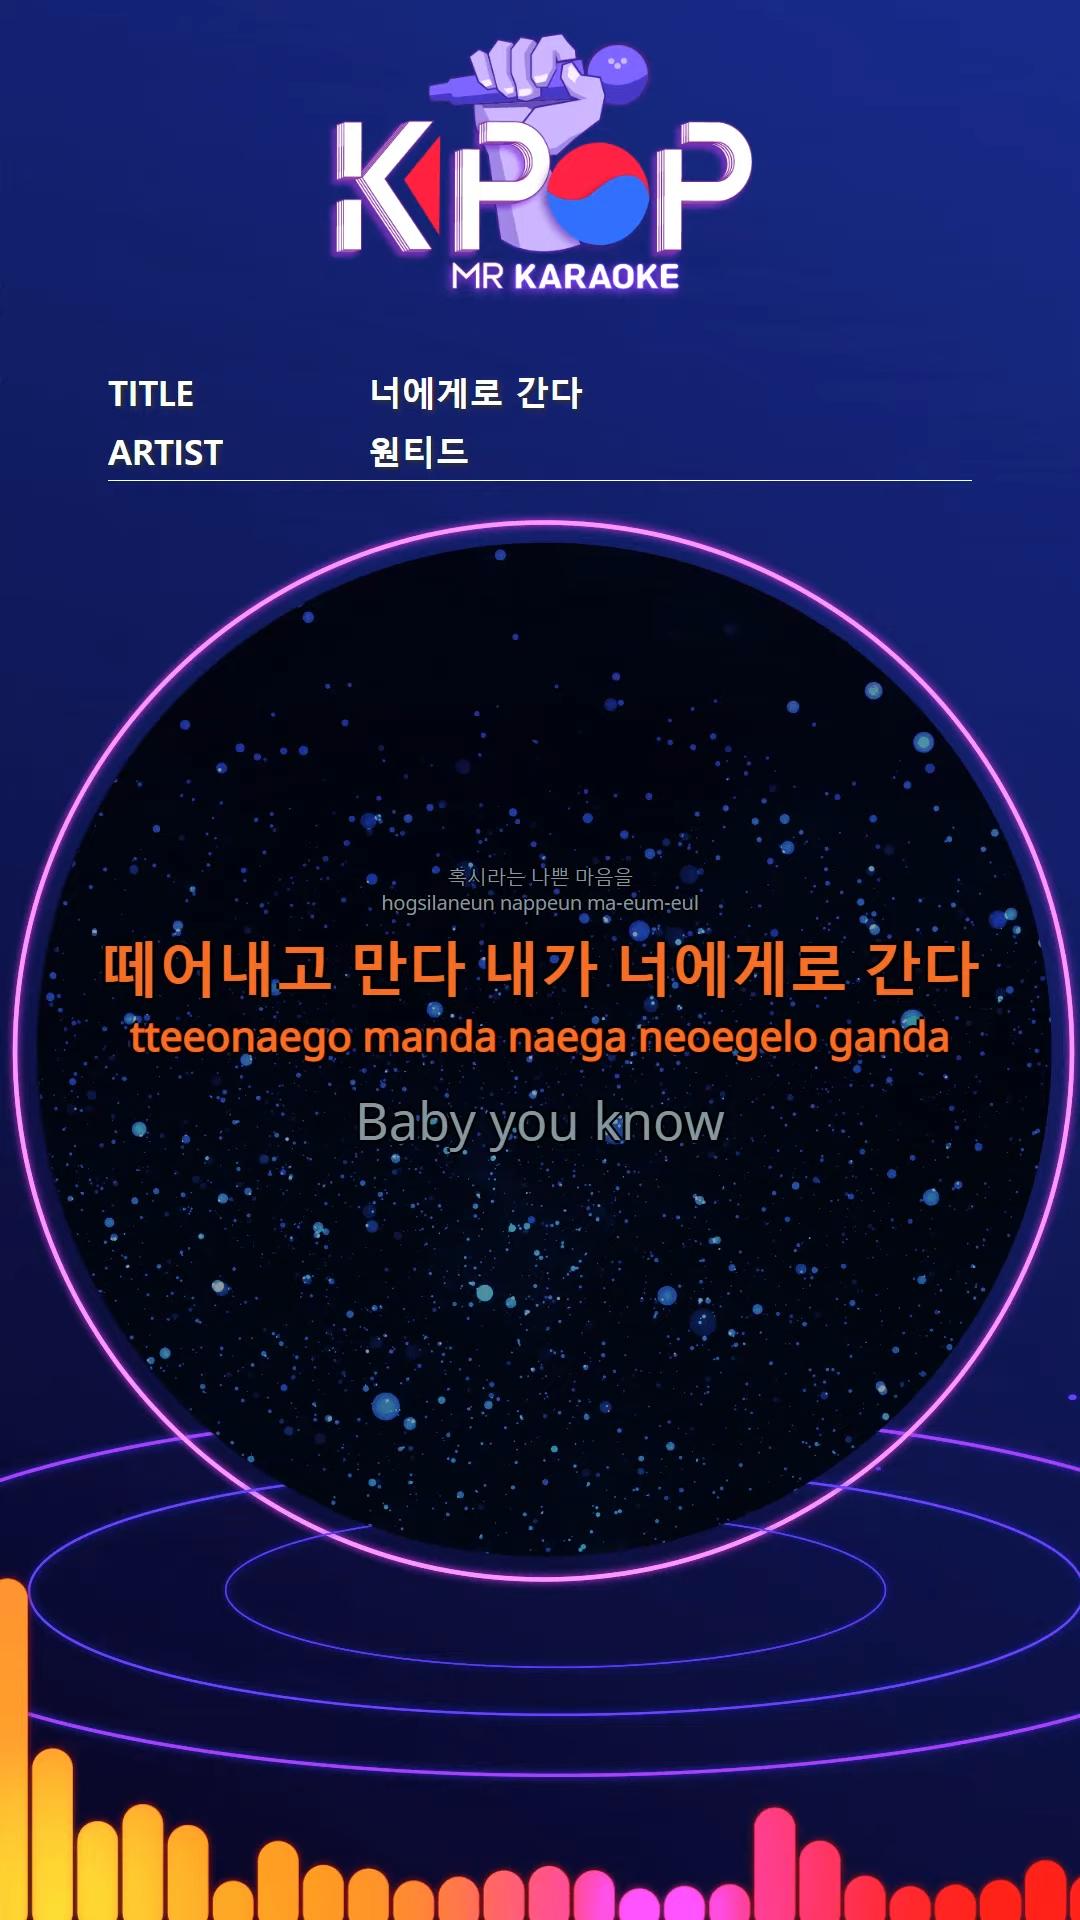 KPOP
MR KARAOKE
TITLE 너에게로 간다
ARTIST 원티드
혹시라는 나쁜 마음을
hogsilaneun nappeun ma-eum-eul
떼어내고 만다 내가 너에게로 간다
tteeonaego manda naega neoegelo ganda
Baby you know